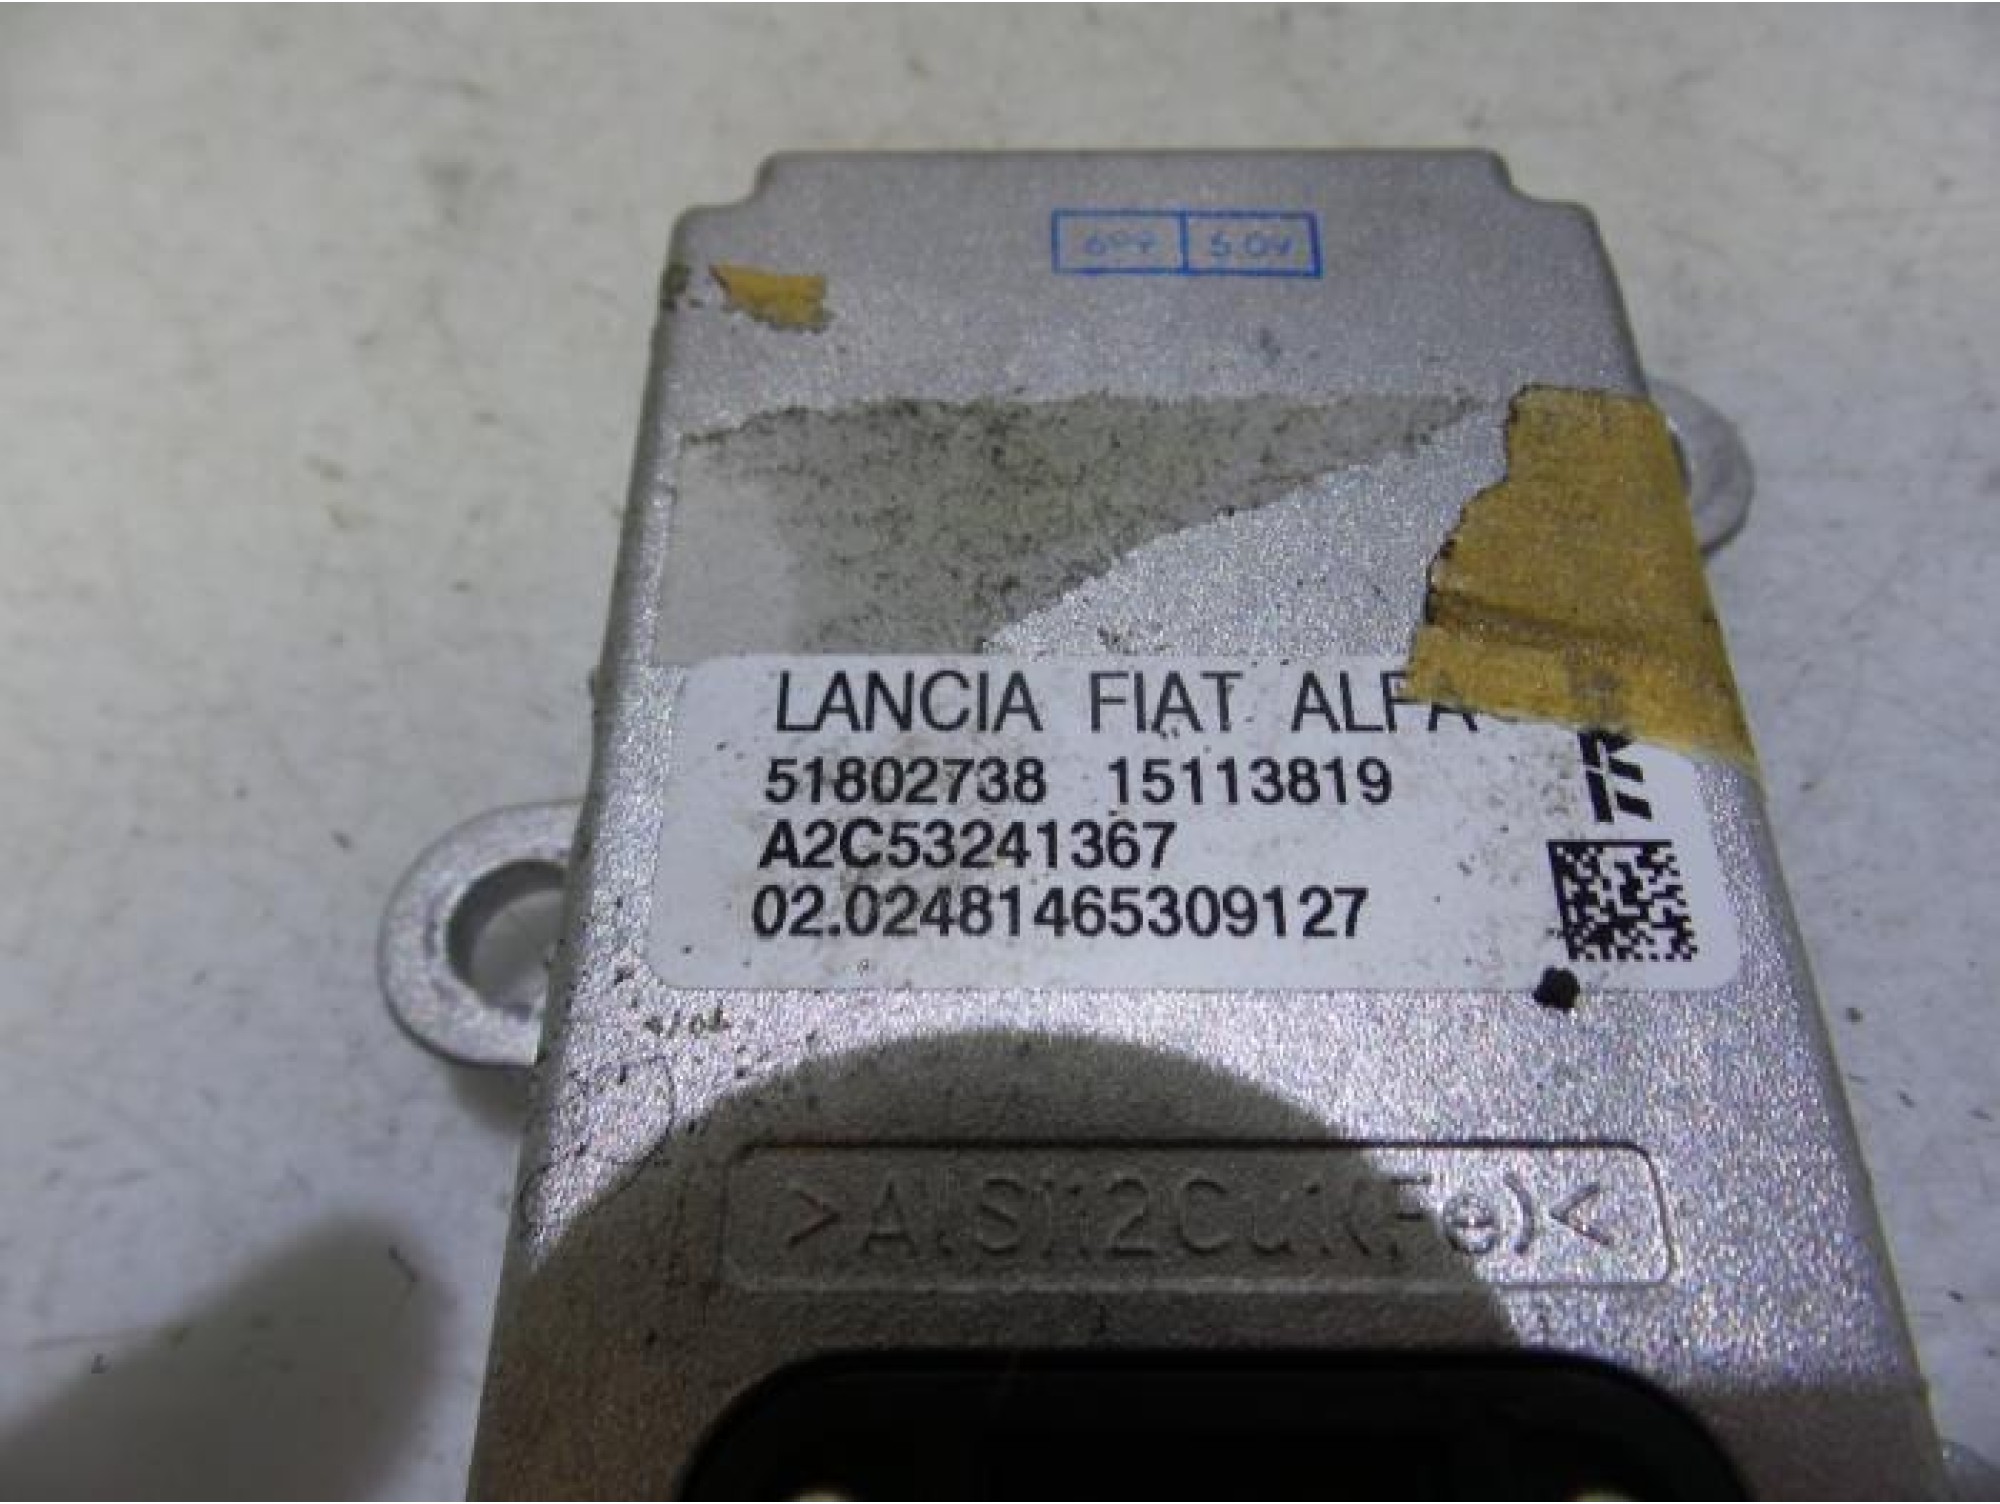 LANCIA FIAT ALFA
51802738 15113819
A2C53241367
02.02481465309127
>AlSi12Cu1(Fe)<